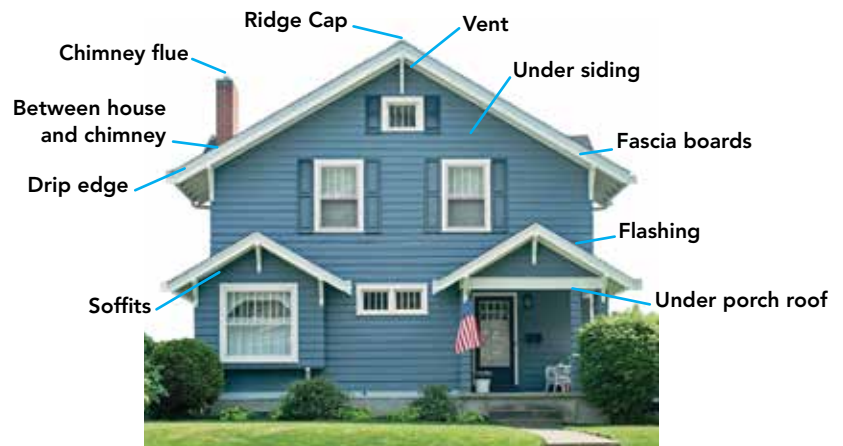 Ridge Cap
Vent
Chimney flue
Under siding
Between house
and chimney
Fascia boards
Drip edge
Flashing
Soffits
Under porch roof